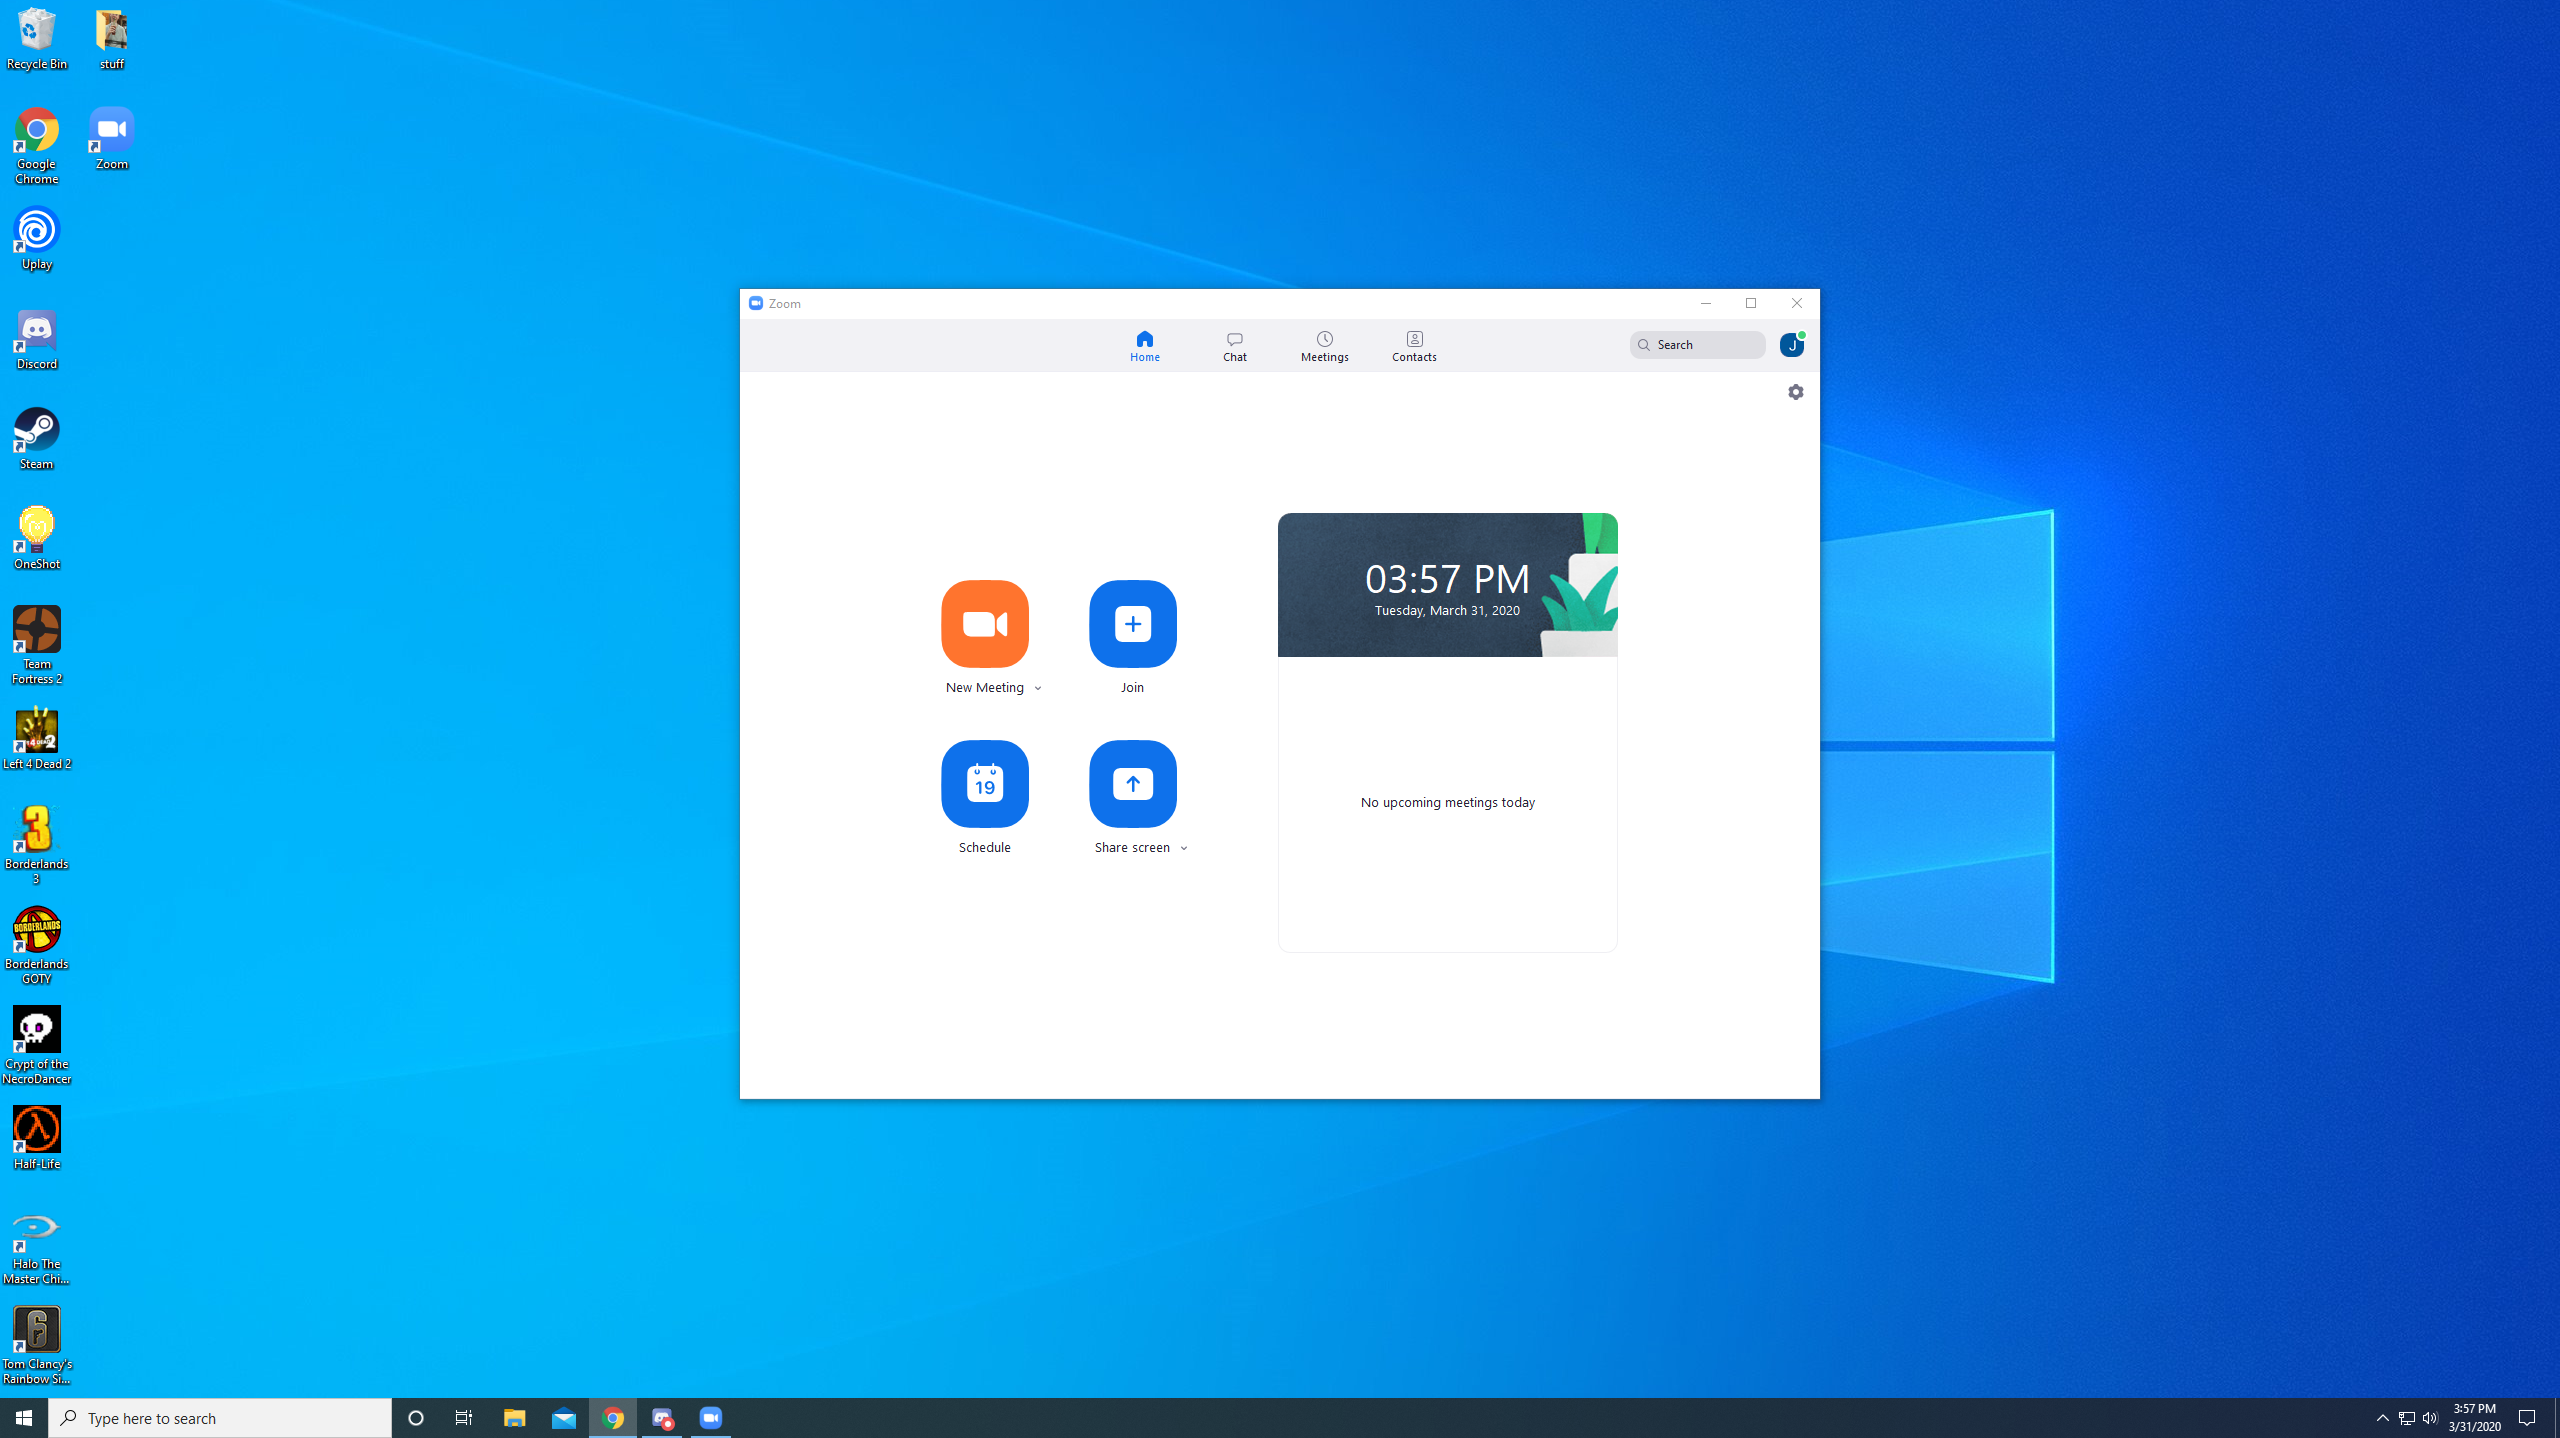 Recycle Bin
stuff
Google
Chrome
Zoom
Uplay
Discord
Steam
OneShot
Team
Fortress 2
Left 4 Dead 2
Borderlands
3
Borderlands
GOTY
Crypt of the
NecroDancer
Half-Life
Halo The
Master Chi...
Tom Clancy's
Rainbow Si...
Zoom
Home
Chat
Meetings
Contacts
Search
J
03:57 PM
Tuesday, March 31, 2020
New Meeting
Join
19
Schedule
Share screen
No upcoming meetings today
Type here to search
3:57 PM
3/31/2020